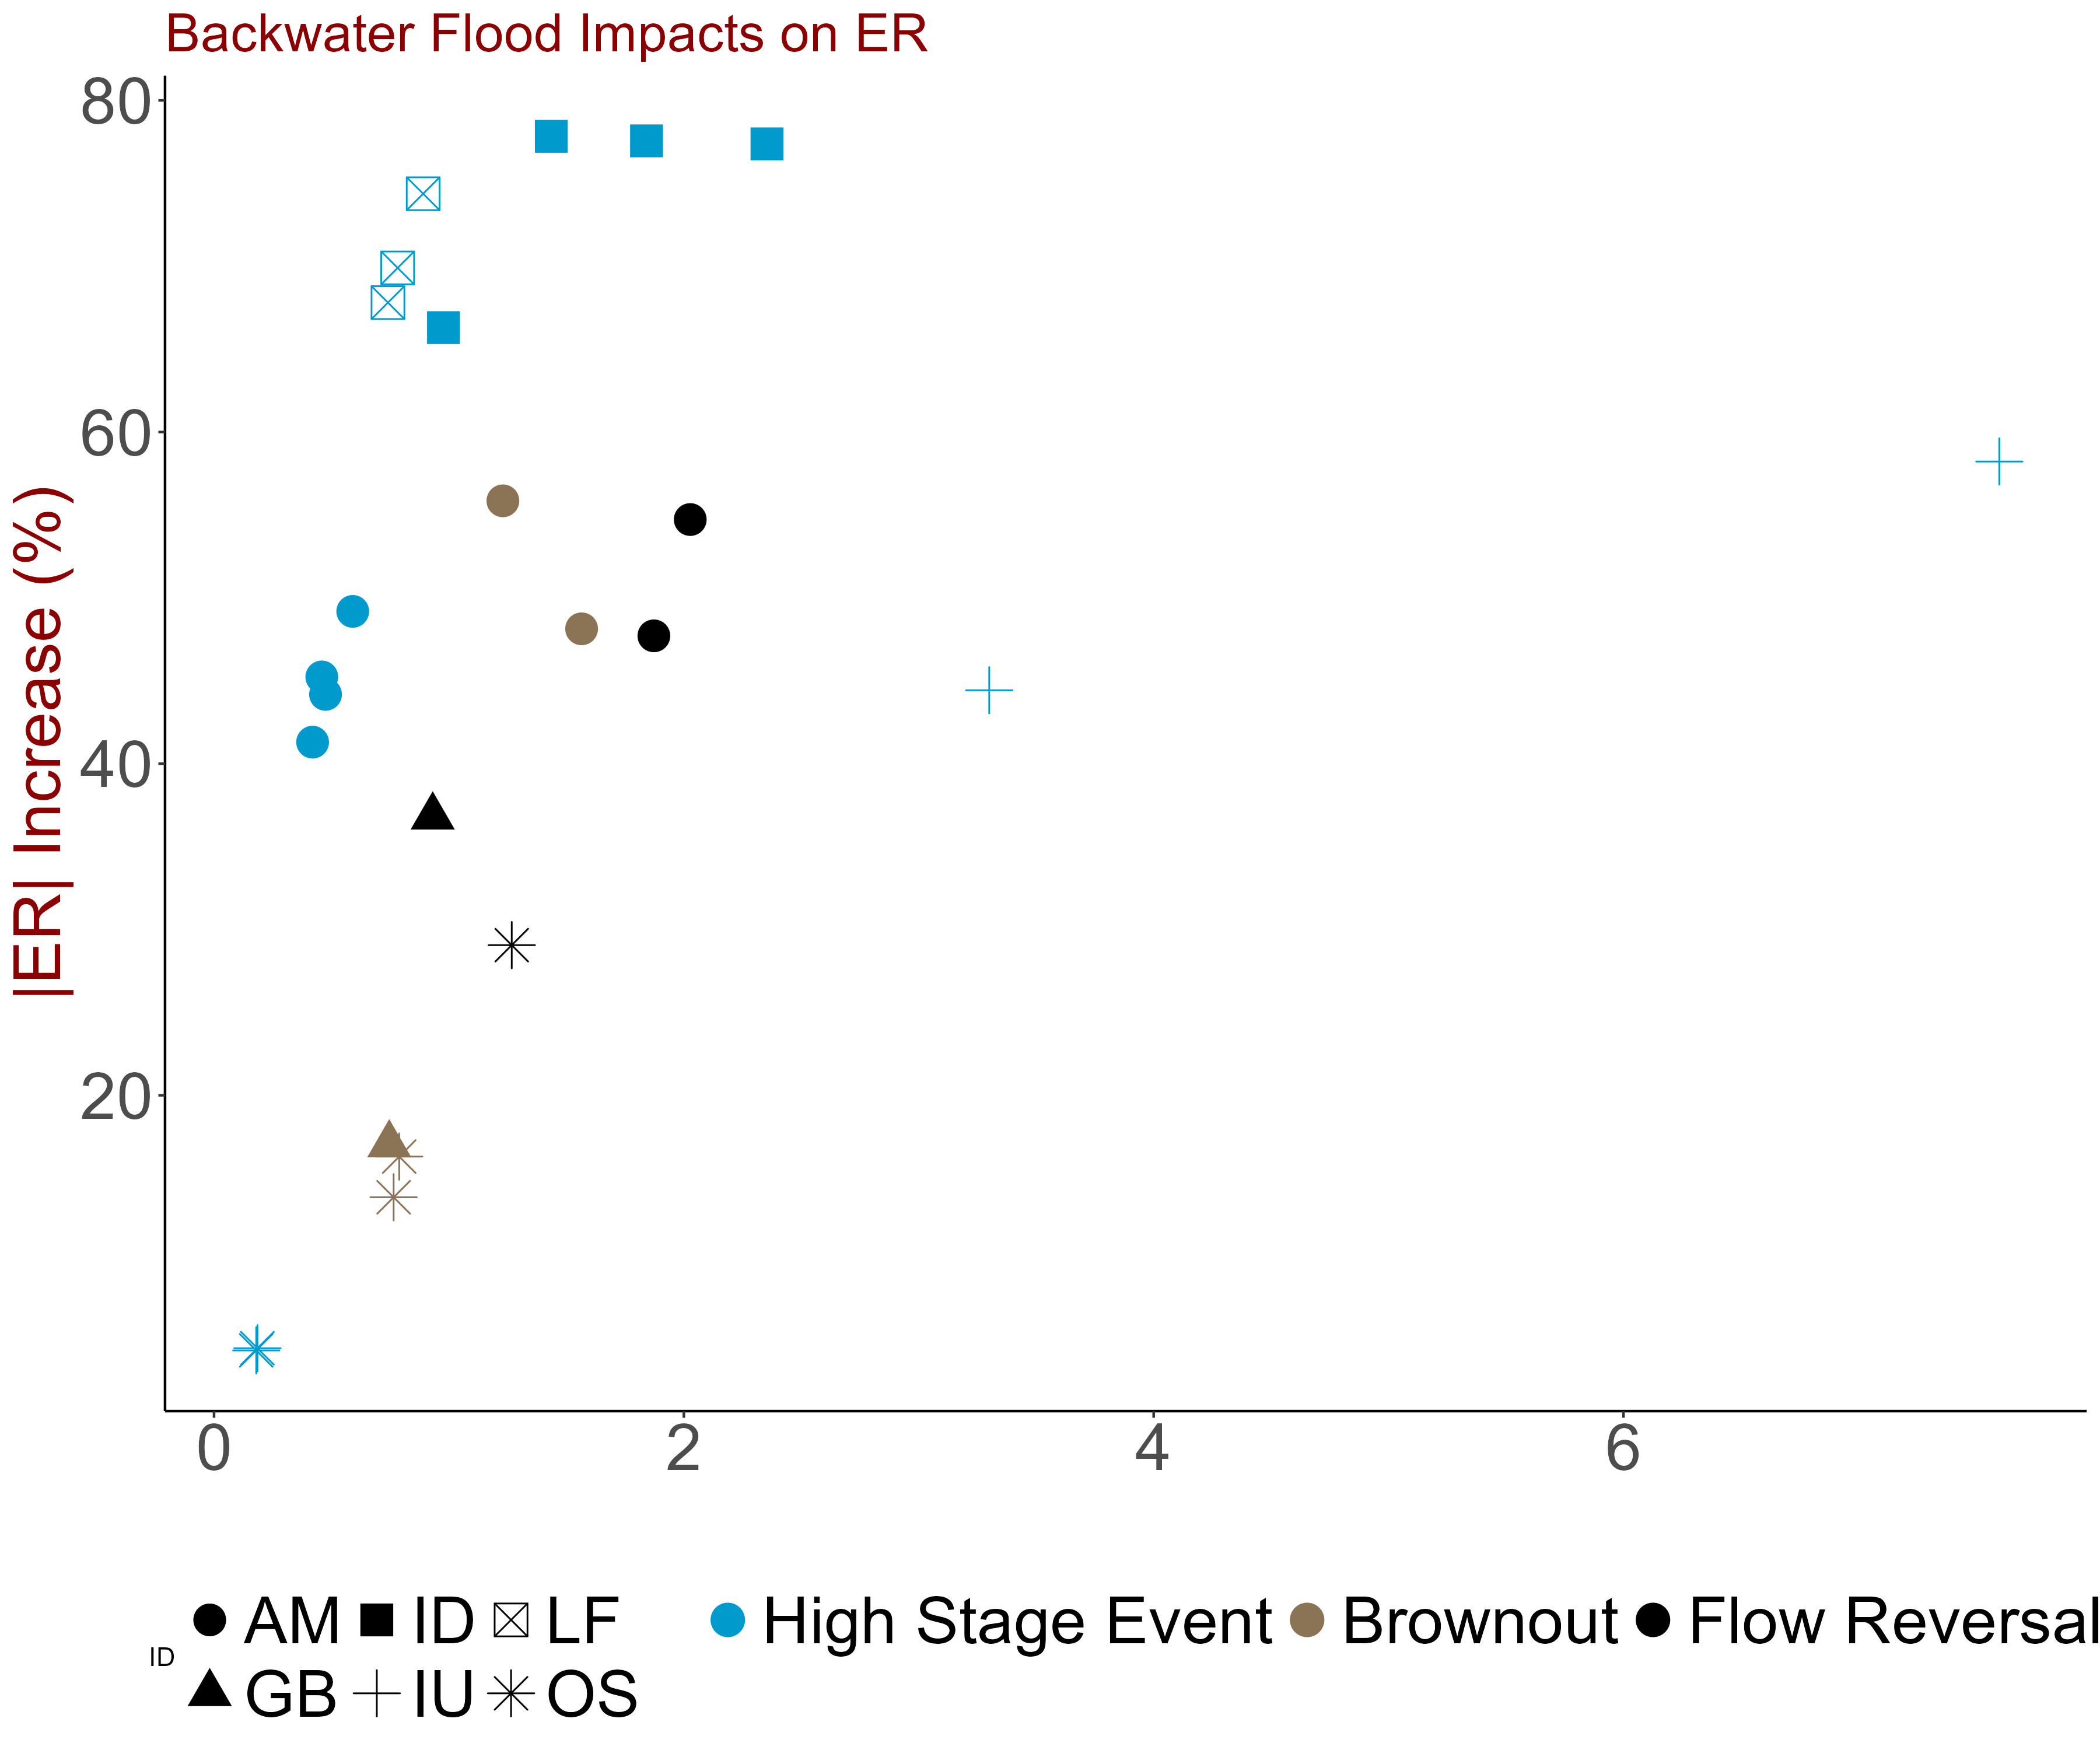 Backwater Flood Impacts on ER
|ER| Increase (%)
80
60
40
20
0 2 4 6
ID
AM ID LF High Stage Event Brownout Flow Reversal
GB IU OS